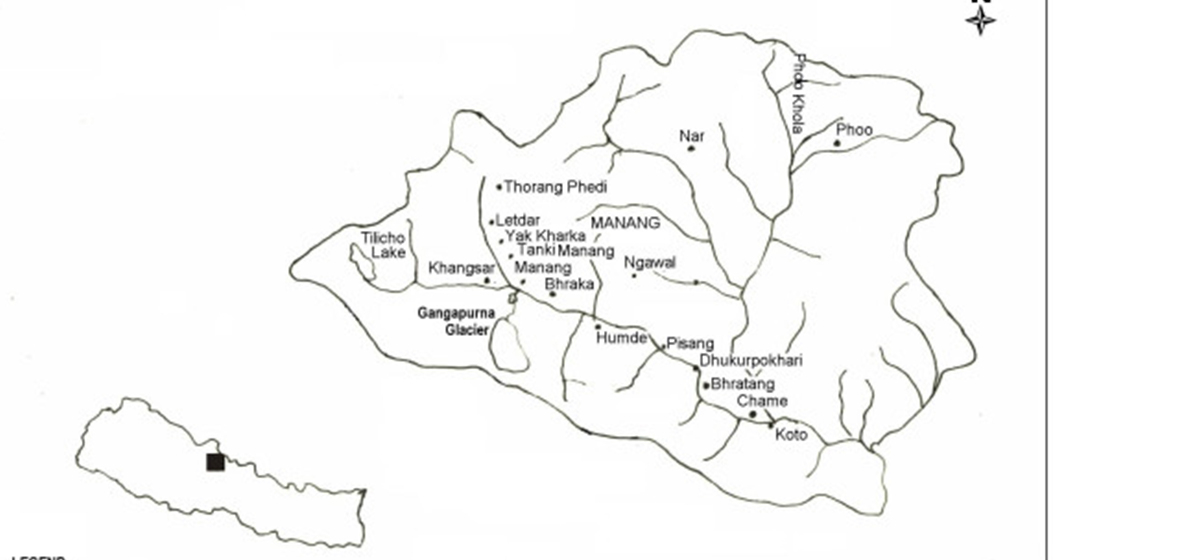 N
Phoo Khola
Phoo
Nar
Thorang Phedi
Letdar
MANANG
Yak Kharka
Tilicho
Lake
Tanki Manang
Khangsar
Manang
Ngawal
Bhraka
Gangapurna
Glacier
Humde
Pisang
Dhukurpokhari
Bhratang
Chame
Koto
LEGEND